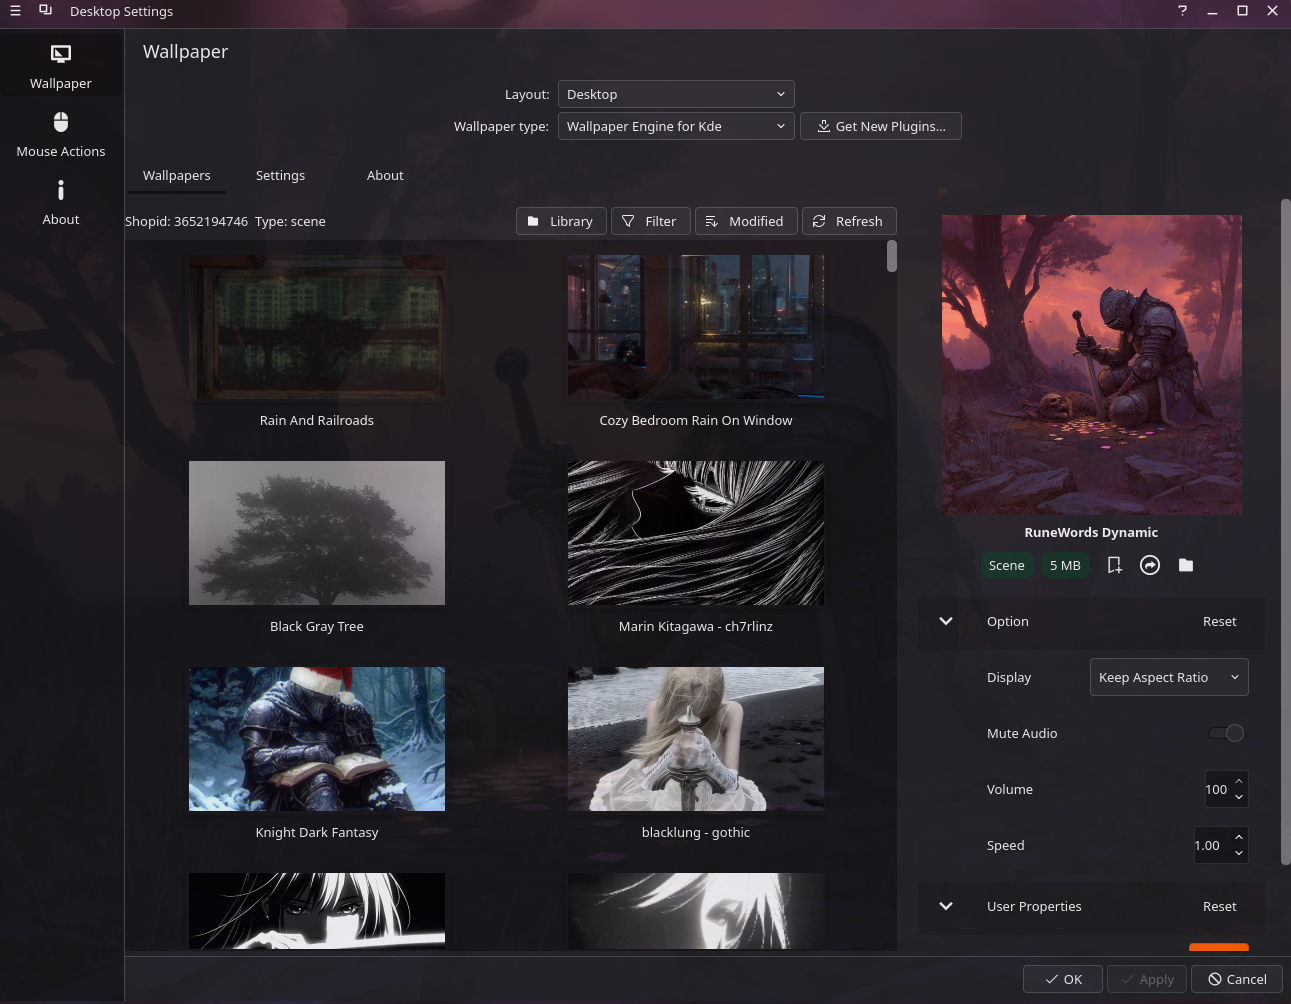 Desktop Settings
Wallpaper
Mouse Actions
About
Wallpaper
Layout: Desktop
Wallpaper type: Wallpaper Engine for Kde Get New Plugins...
Wallpapers Settings About
Shopid: 3652194746 Type: scene Library Filter Modified Refresh
Rain And Railroads Cozy Bedroom Rain On Window
Black Gray Tree Marin Kitagawa - ch7rlinz
Knight Dark Fantasy blacklung - gothic
RuneWords Dynamic
Scene 5 MB
Option Reset
Display Keep Aspect Ratio
Mute Audio
Volume 100
Speed 1.00
User Properties Reset
OK Apply Cancel